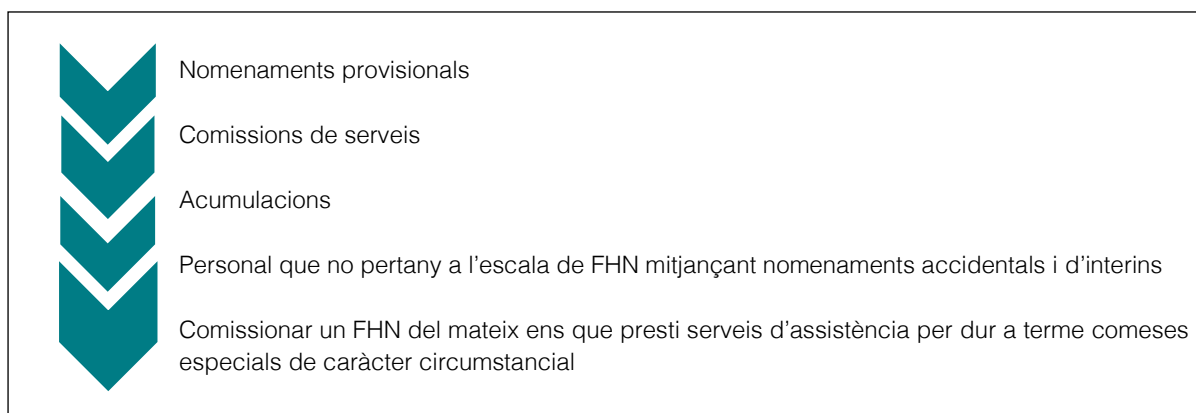 Nomenaments provisionals
Comissions de serveis
Acumulacions
Personal que no pertany a l'escala de FHN mitjançant nomenaments accidentals i d'interins
Comissionar un FHN del mateix ens que presti serveis d'assistència per dur a terme comeses
especials de caràcter circumstancial